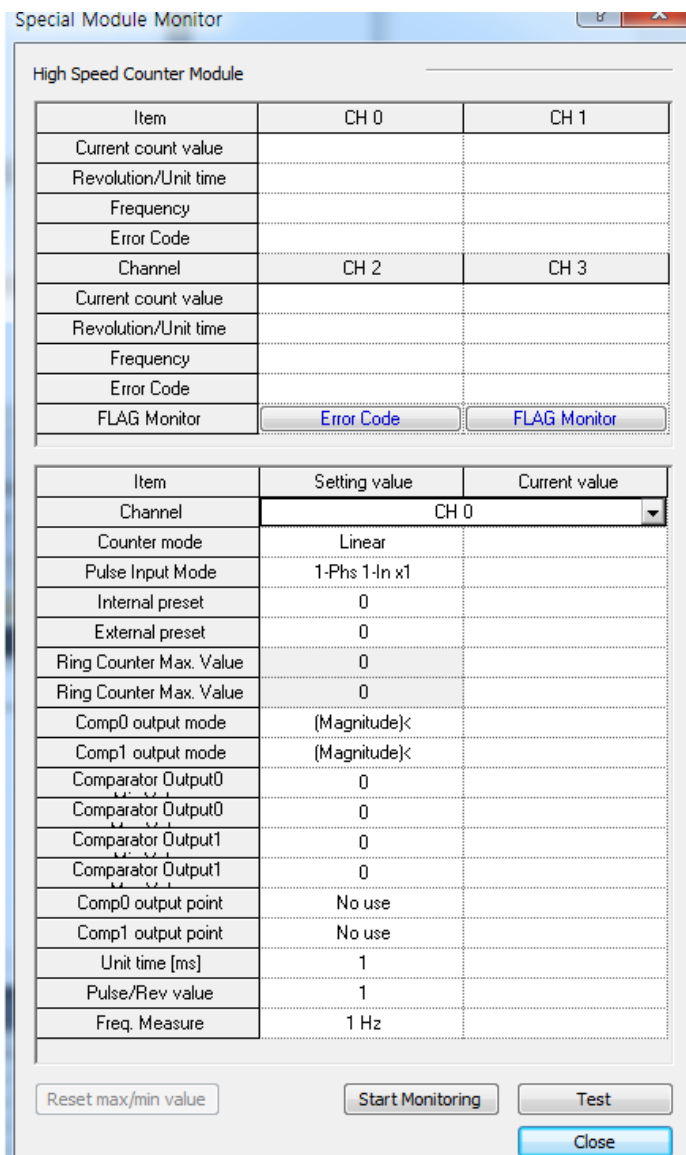 Special Module Monitor
High Speed Counter Module
Item CH 0 CH 1
Current count value
Revolution/Unit time
Frequency
Error Code
Channel CH 2 CH 3
Current count value
Revolution/Unit time
Frequency
Error Code
FLAG Monitor Error Code FLAG Monitor
Item Setting value Current value
Channel CH 0
Counter mode Linear
Pulse Input Mode 1-Phs 1-In x1
Internal preset 0
External preset 0
Ring Counter Max. Value 0
Ring Counter Max. Value 0
Comp0 output mode (Magnitude)<
Comp1 output mode (Magnitude)<
Comparator Output0 0
Comparator Output0 0
Comparator Output1 0
Comparator Output1 0
Comp0 output point No use
Comp1 output point No use
Unit time [ms] 1
Pulse/Rev value 1
Freq. Measure 1 Hz
Reset max/min value Start Monitoring Test
Close